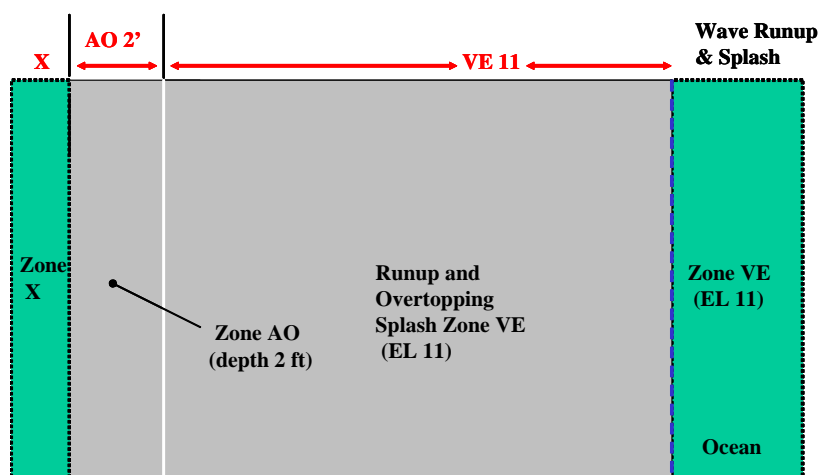 Wave Runup
& Splash
AO 2’
X
VE 11
Zone
X
Runup and
Overtopping
Splash Zone VE
(EL 11)
Zone VE
(EL 11)
Zone AO
(depth 2 ft)
Ocean